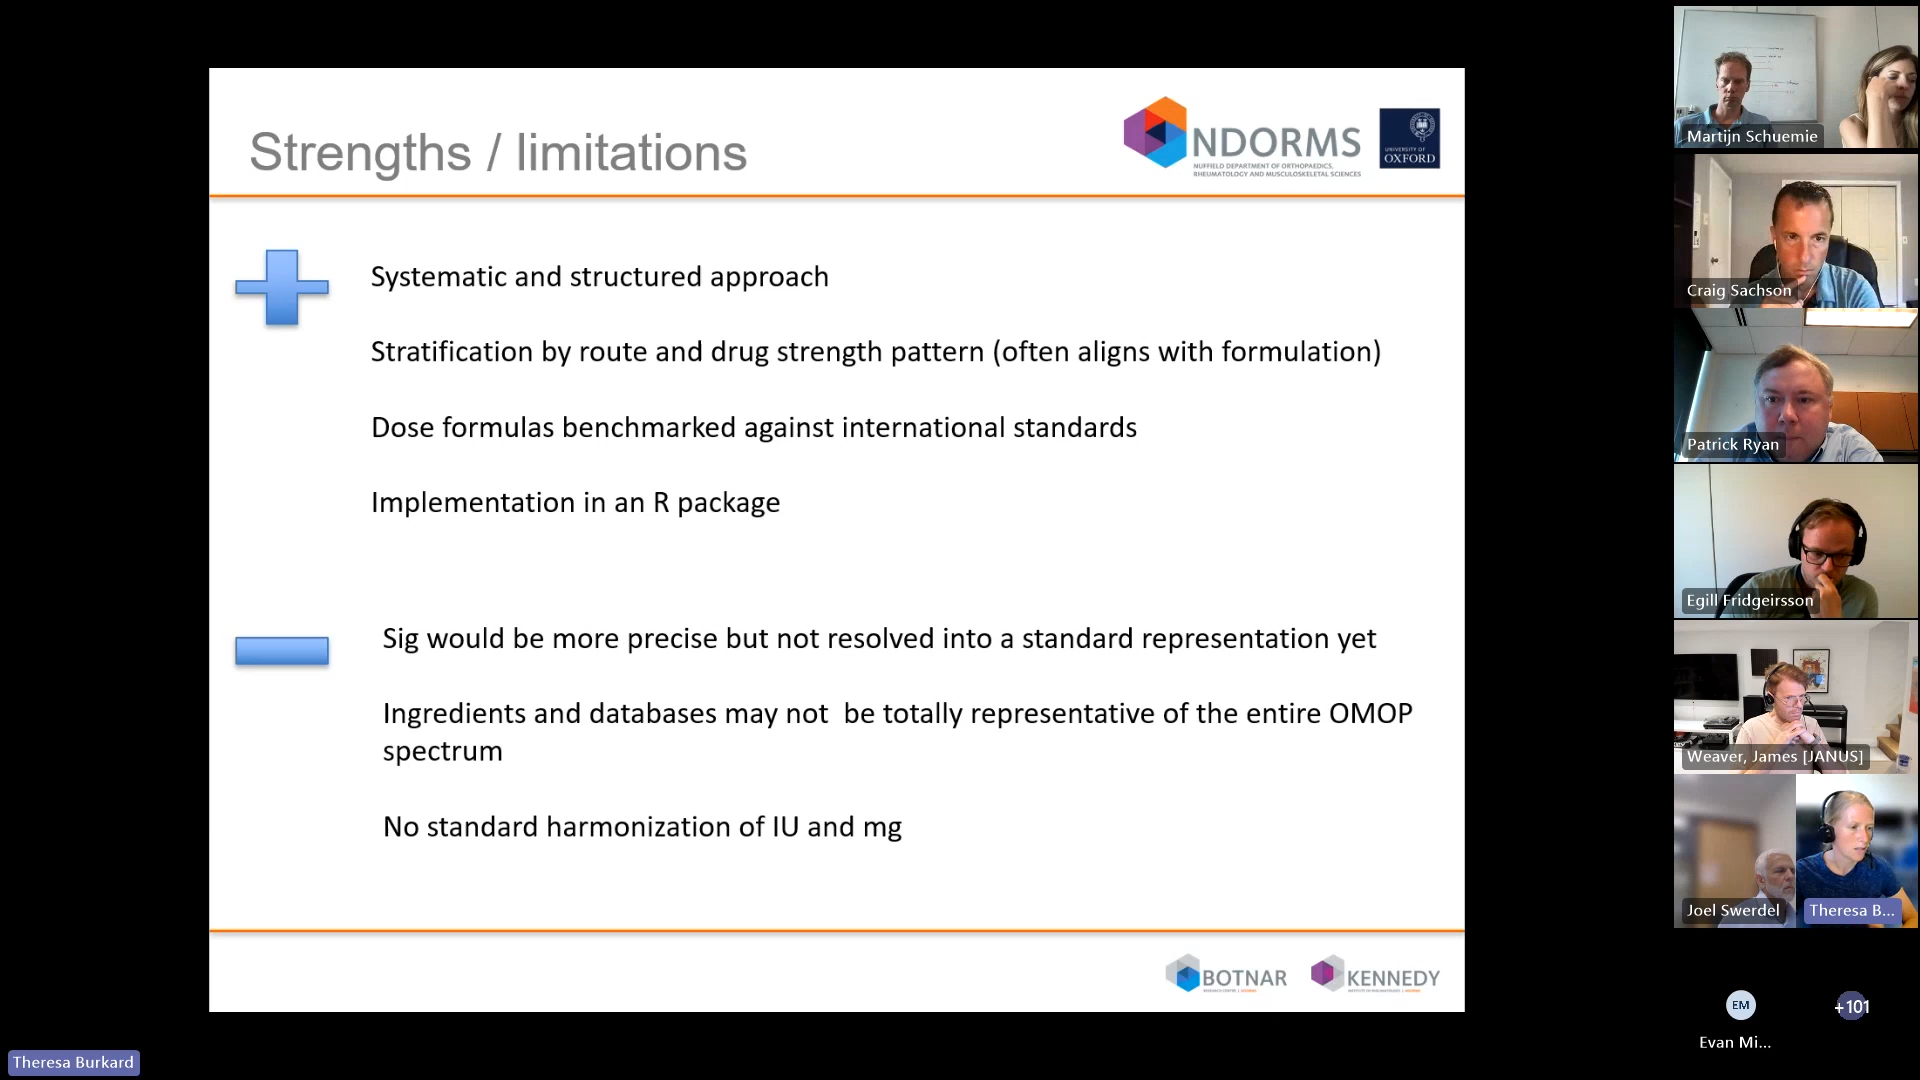 Strengths / limitations
NDORMS
NUFFIELD DEPARTMENT OF ORTHOPAEDICS,
RHEUMATOLOGY AND MUSCULOSKELETAL SCIENCES
UNIVERSITY OF
OXFORD
Systematic and structured approach
Stratification by route and drug strength pattern (often aligns with formulation)
Dose formulas benchmarked against international standards
Implementation in an R package
Sig would be more precise but not resolved into a standard representation yet
Ingredients and databases may not  be totally representative of the entire OMOP
spectrum
No standard harmonization of IU and mg
BOTNAR
KENNEDY
Martijn Schuemie
Craig Sachson
Patrick Ryan
Egill Fridgeirsson
Weaver, James [JANUS]
Joel Swerdel
Theresa B...
EM
+101
Evan Mi...
Theresa Burkard